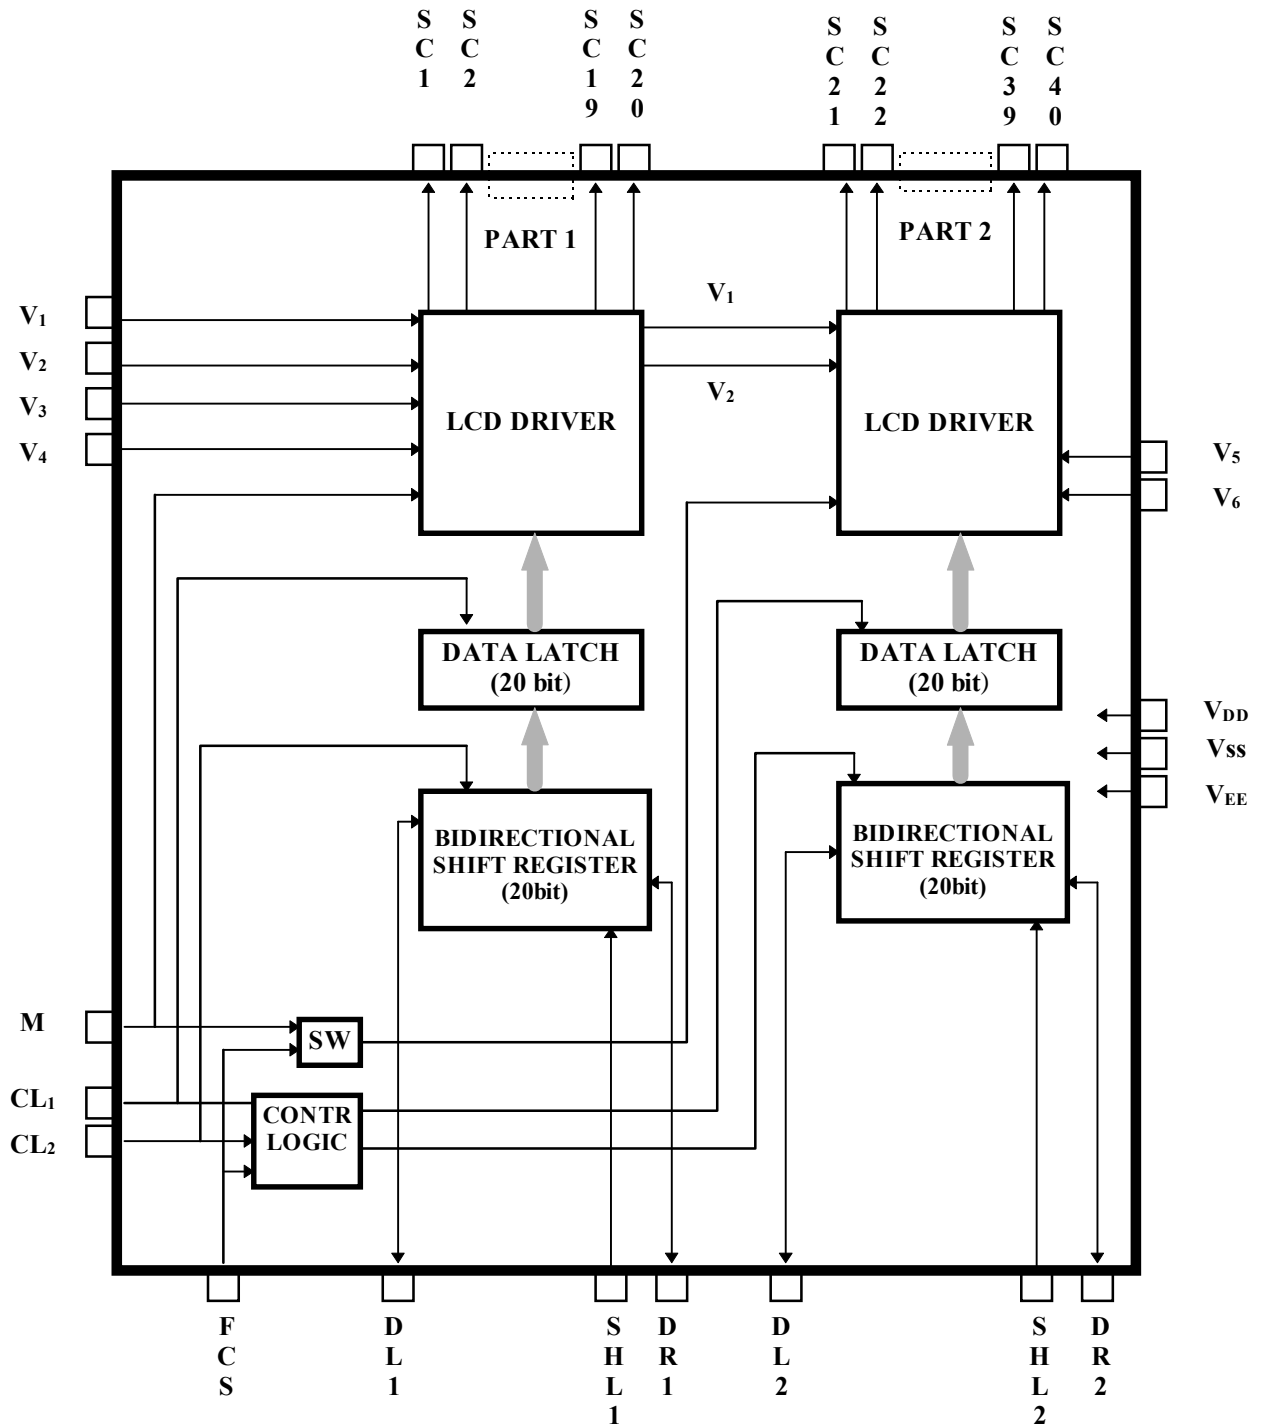 SC1
SC2
SC19
SC20
SC21
SC22
SC39
SC40
PART 1
PART 2
V1
V2
V3
V4
V1
V2
LCD DRIVER
LCD DRIVER
V5
V6
DATA LATCH
(20 bit)
DATA LATCH
(20 bit)
VDD
Vss
VEE
BIDIRECTIONAL
SHIFT REGISTER
(20bit)
BIDIRECTIONAL
SHIFT REGISTER
(20bit)
M
SW
CL1
CL2
CONTR
LOGIC
FCS
DL1
SHL1
DR1
DL2
SHL2
DR2